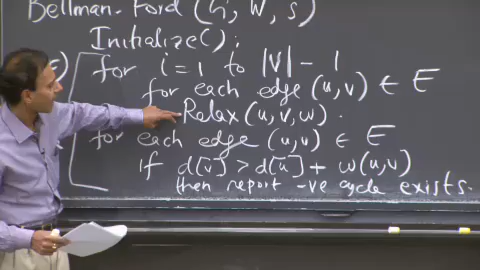 Bellman-Ford (G, W, s)
Initialize();
for i = 1 to |V| - 1
for each edge (u,v) ∈ E
Relax (u, v, w).
for each edge (u,v) ∈ E
if d[v] > d[u] + w(u,v)
then report -ve cycle exists.